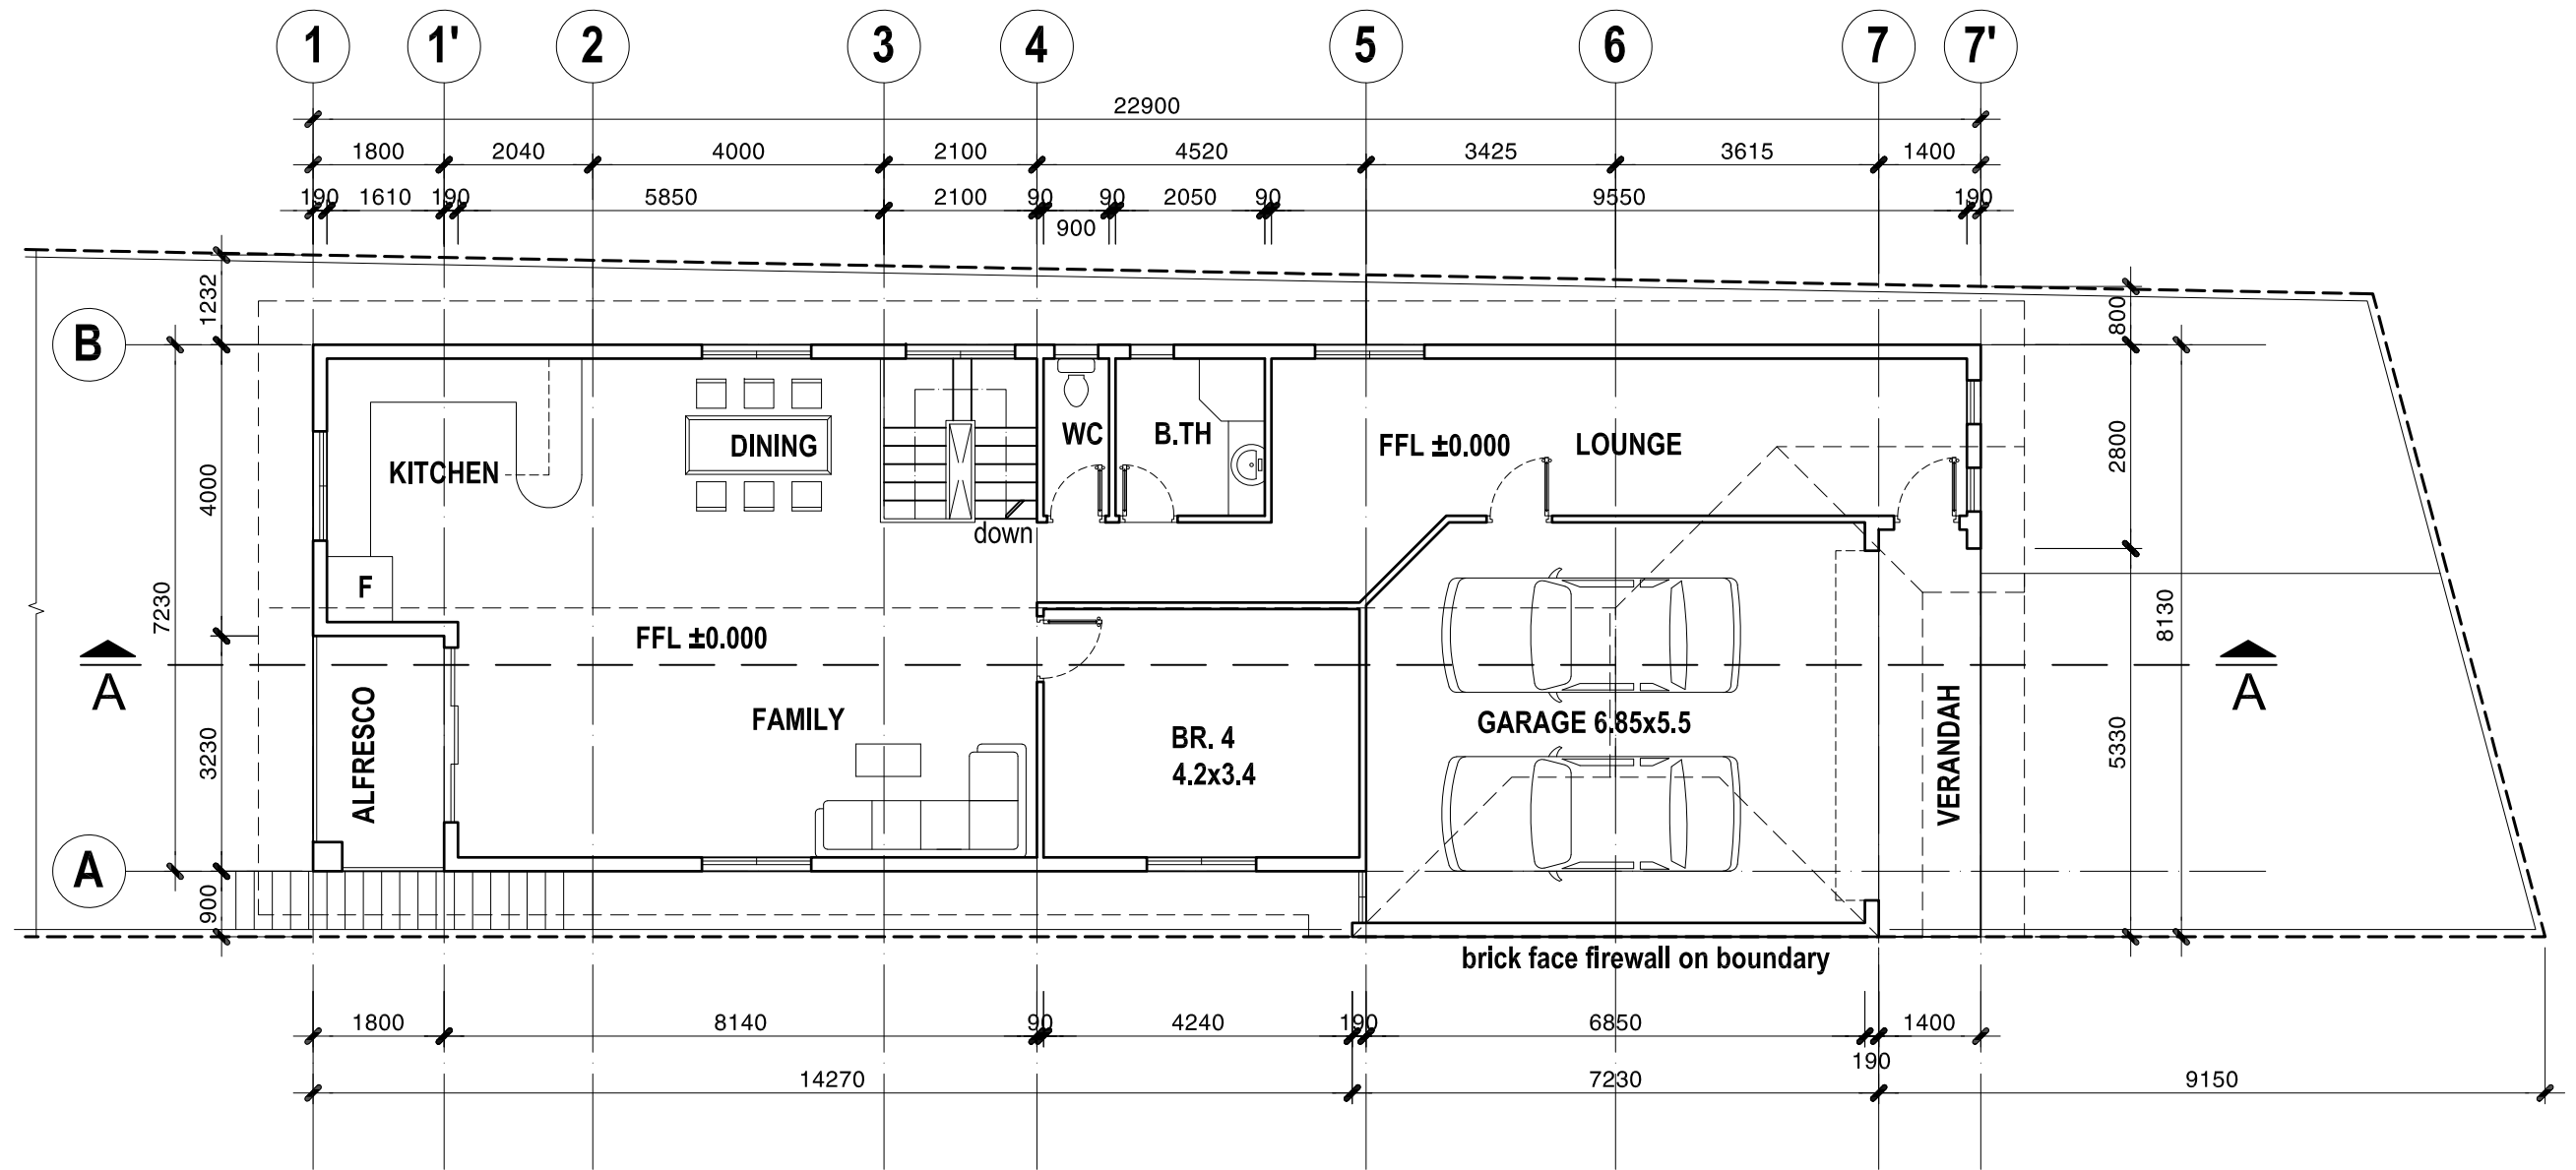 1 1' 2 3 4 5 6 7 7'
22900
1800 2040 4000 2100 4520 3425 3615 1400
190 1610 190 5850 2100 90 90 2050 90 9550 190
900
1232
800
B
KITCHEN
DINING
WC
B.TH
FFL ±0.000
LOUNGE
4000
2800
down
F
7230
8130
FFL ±0.000
A
A
ALFRESCO
FAMILY
BR. 4
4.2x3.4
GARAGE 6.85x5.5
VERANDAH
3230
5330
A
900
brick face firewall on boundary
1800 8140 90 4240 190 6850 1400
190
14270 7230 9150